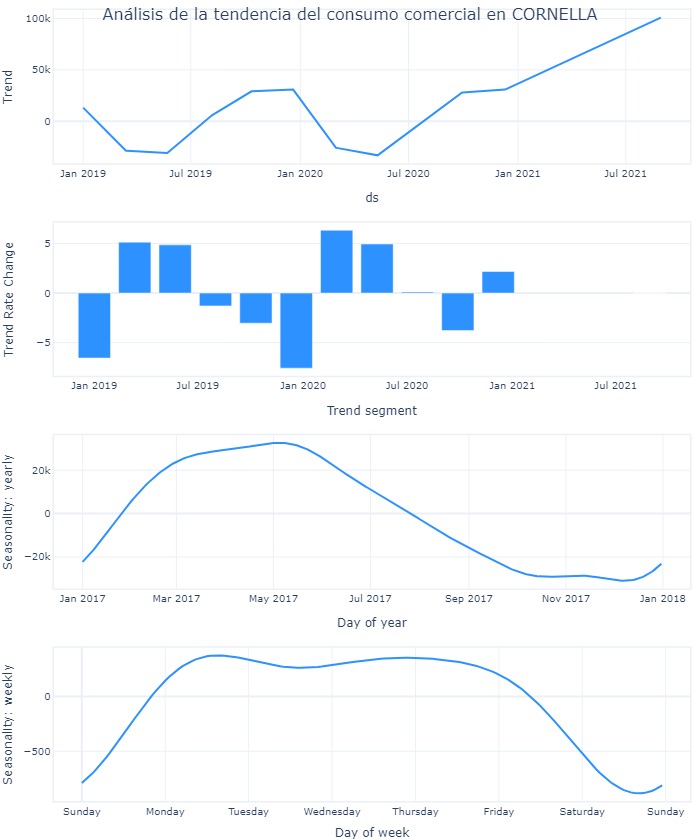 Análisis de la tendencia del consumo comercial en CORNELLA
Trend
100k
50k
0
Jan 2019 Jul 2019 Jan 2020 Jul 2020 Jan 2021 Jul 2021
ds
Trend Rate Change
5
0
−5
Jan 2019 Jul 2019 Jan 2020 Jul 2020 Jan 2021 Jul 2021
Trend segment
Seasonality: yearly
20k
0
−20k
Jan 2017 Mar 2017 May 2017 Jul 2017 Sep 2017 Nov 2017 Jan 2018
Day of year
Seasonality: weekly
0
−500
Sunday Monday Tuesday Wednesday Thursday Friday Saturday Sunday
Day of week